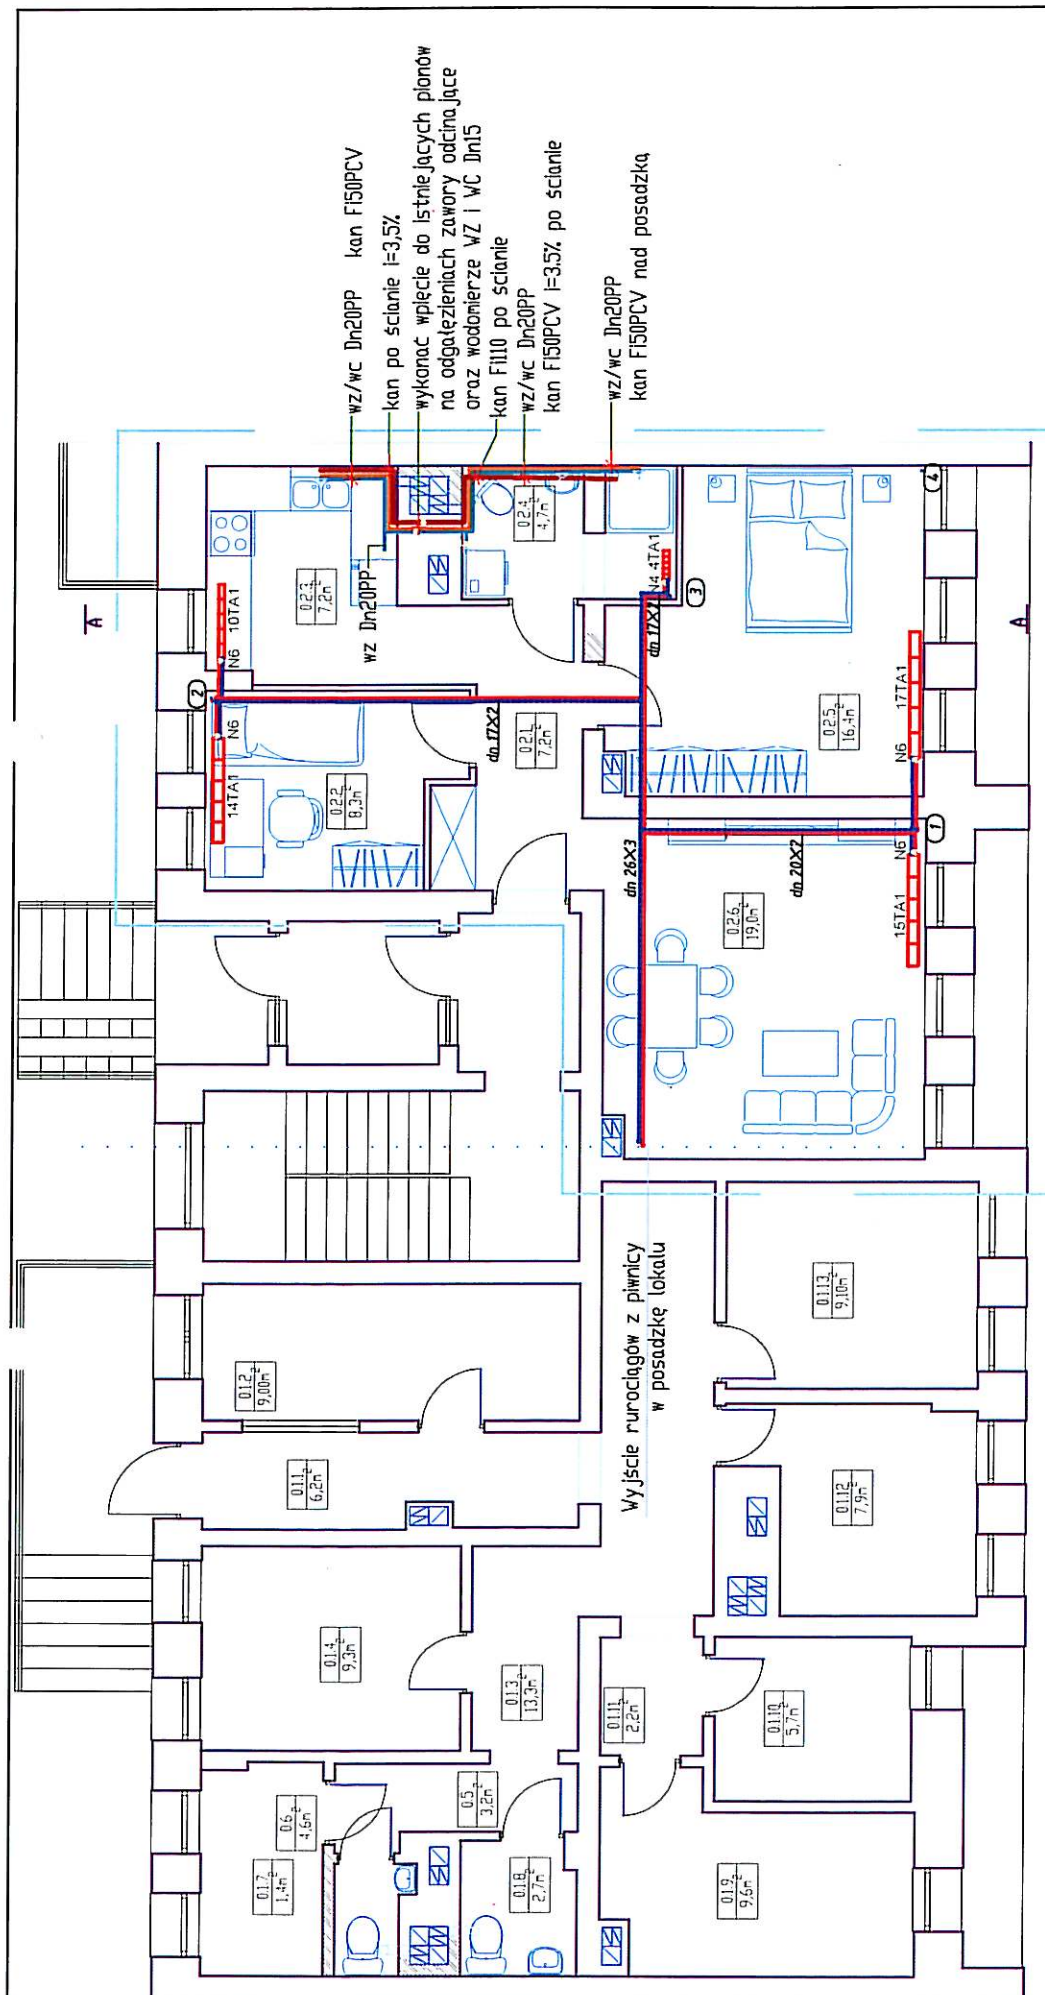 wz/wc Dn20PP kan Fi50PCV
kan po ścianie i=3,5%
wykonać wpięcie do istniejących pionów
na odgałęzieniach zawory odcinające
oraz wodomierze WZ i WC Dn15
kan Fi110 po ścianie
wz/wc Dn20PP
kan Fi50PCV i=3.5% po ścianie
wz/wc Dn20PP
kan Fi50PCV nad posadzką
A
2
N6 10TA1
0.2.3
7,2m²
wz Dn20PP
0.2.4
4,7m²
4TA1
3
dn 17X2
4
A
14TA1
N6
0.2.2
8,3m²
dn 17X2
0.2.1
7,2m²
0.2.5
16,4m²
N6
17TA1
dn 26X3
dn 20X2
1
N6
15TA1
0.2.6
19,0m²
Wyjście rurociągów z piwnicy
w posadzkę lokalu
0.1.2
9,00m²
0.1.1
6,2m²
0.1.13
9,10m²
0.1.12
7,9m²
0.1.4
9,3m²
0.1.3
13,3m²
0.1.11
2,2m²
0.1.10
5,7m²
0.6
4,6m²
0.1.7
1,4m²
0.5
3,2m²
0.1.8
2,7m²
0.1.9
9,6m²